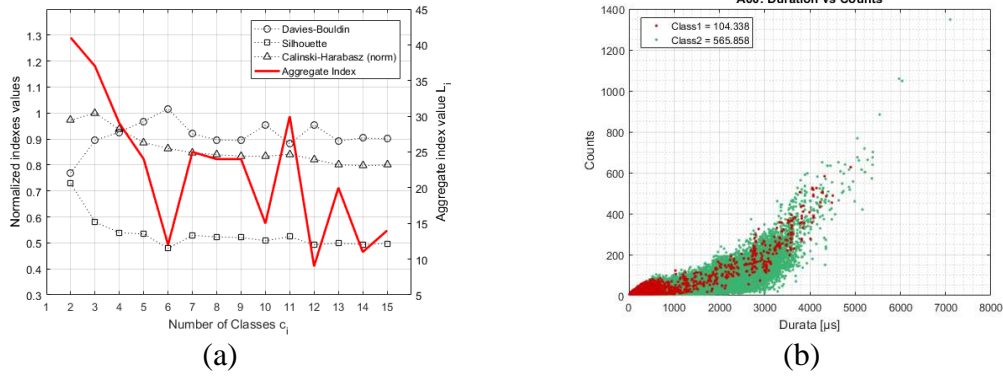 Davies-Bouldin
Silhouette
Calinski-Harabasz (norm)
Aggregate Index
1.3
1.2
1.1
1
0.9
0.8
0.7
0.6
0.5
0.4
0.3
Normalized indexes values
45
40
35
30
25
20
15
10
5
Aggregate index value L_i
1 2 3 4 5 6 7 8 9 10 11 12 13 14 15
Number of Classes c_i
(a)
Duration vs Counts
Class1 = 104.338
Class2 = 565.858
1400
1200
1000
800
600
400
200
0
Counts
0 1000 2000 3000 4000 5000 6000 7000 8000
Durata [µs]
(b)